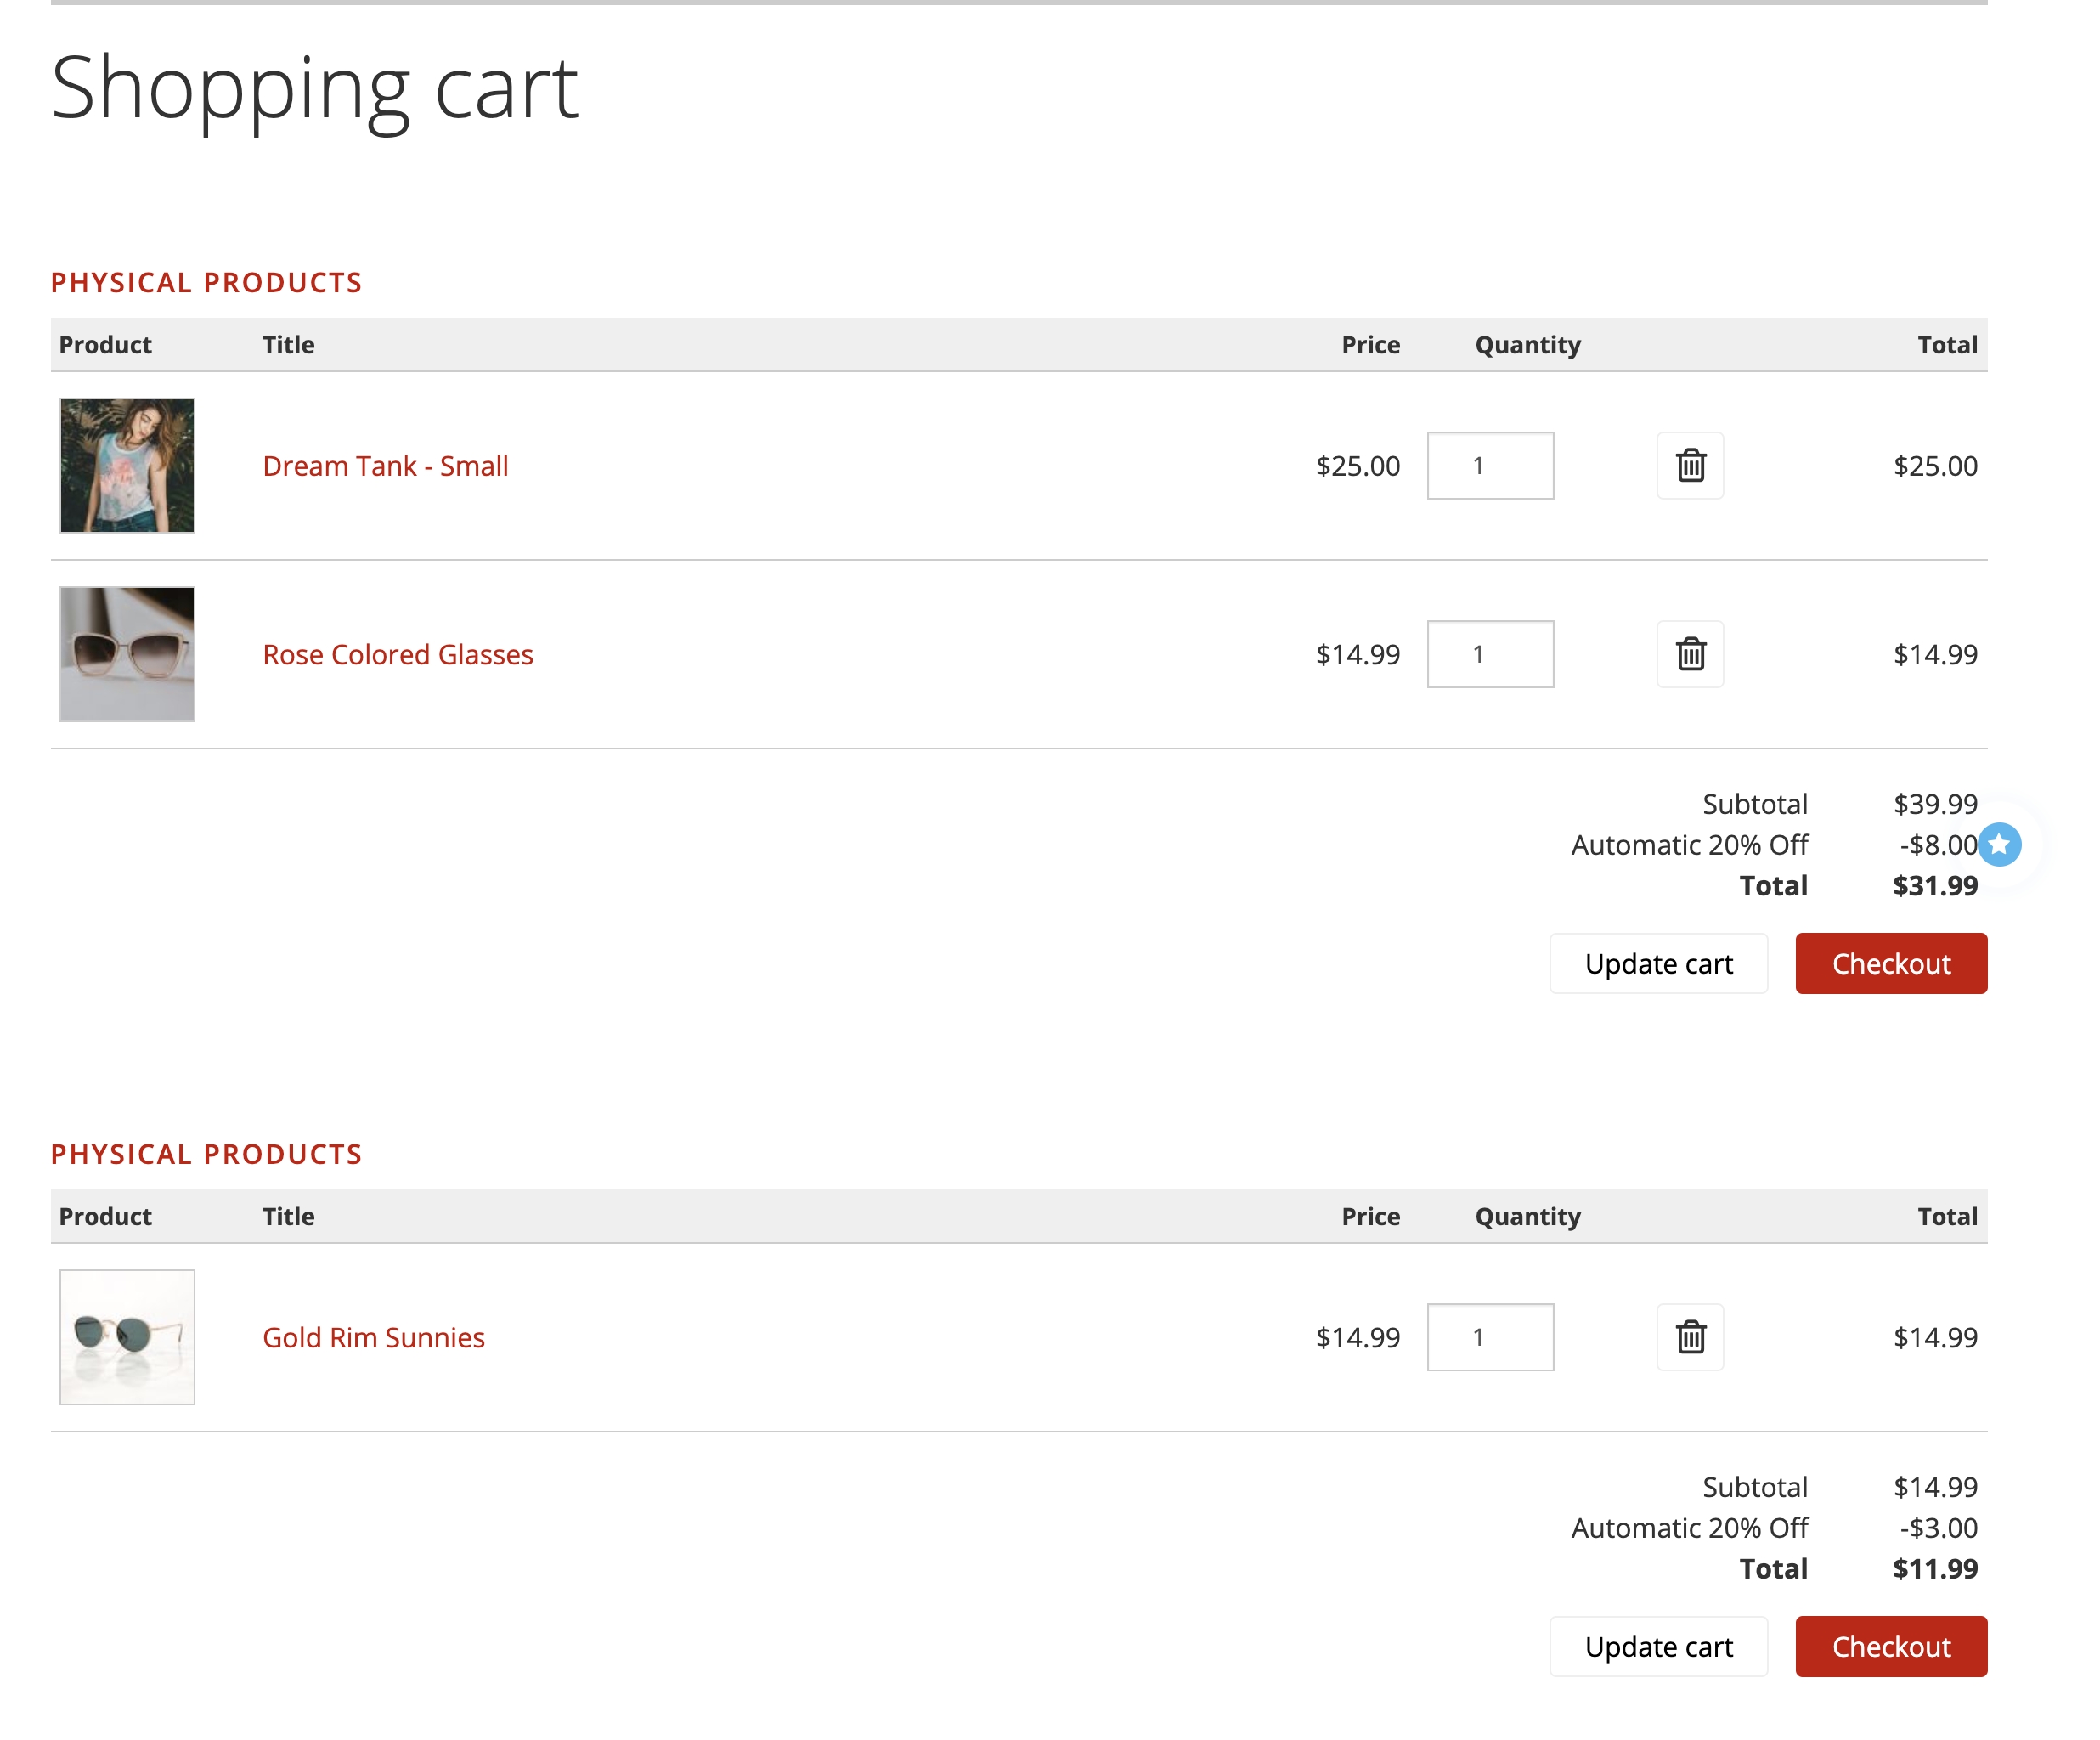 Shopping cart
PHYSICAL PRODUCTS
Product Title Price Quantity Total
Dream Tank - Small $25.00 1 $25.00
Rose Colored Glasses $14.99 1 $14.99
Subtotal $39.99
Automatic 20% Off -$8.00
Total $31.99
Update cart Checkout
PHYSICAL PRODUCTS
Product Title Price Quantity Total
Gold Rim Sunnies $14.99 1 $14.99
Subtotal $14.99
Automatic 20% Off -$3.00
Total $11.99
Update cart Checkout